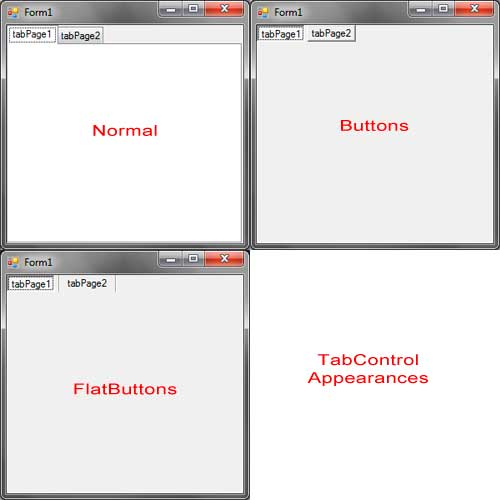 Form1
tabPage1 tabPage2
Normal
Form1
tabPage1 tabPage2
Buttons
Form1
tabPage1 tabPage2
FlatButtons
TabControl
Appearances